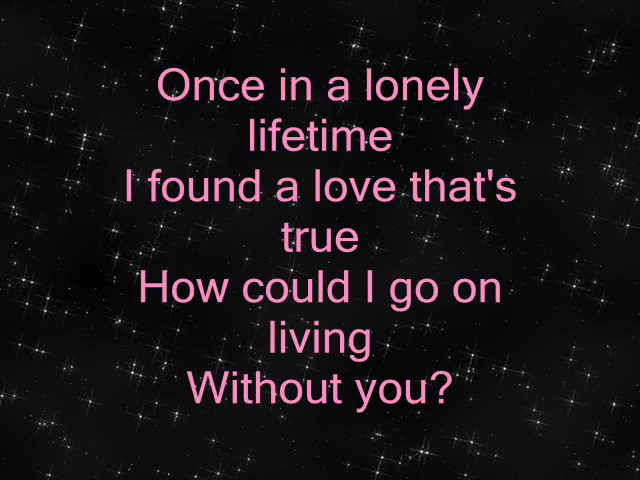 Once in a lonely
lifetime
I found a love that's
true
How could I go on
living
Without you?